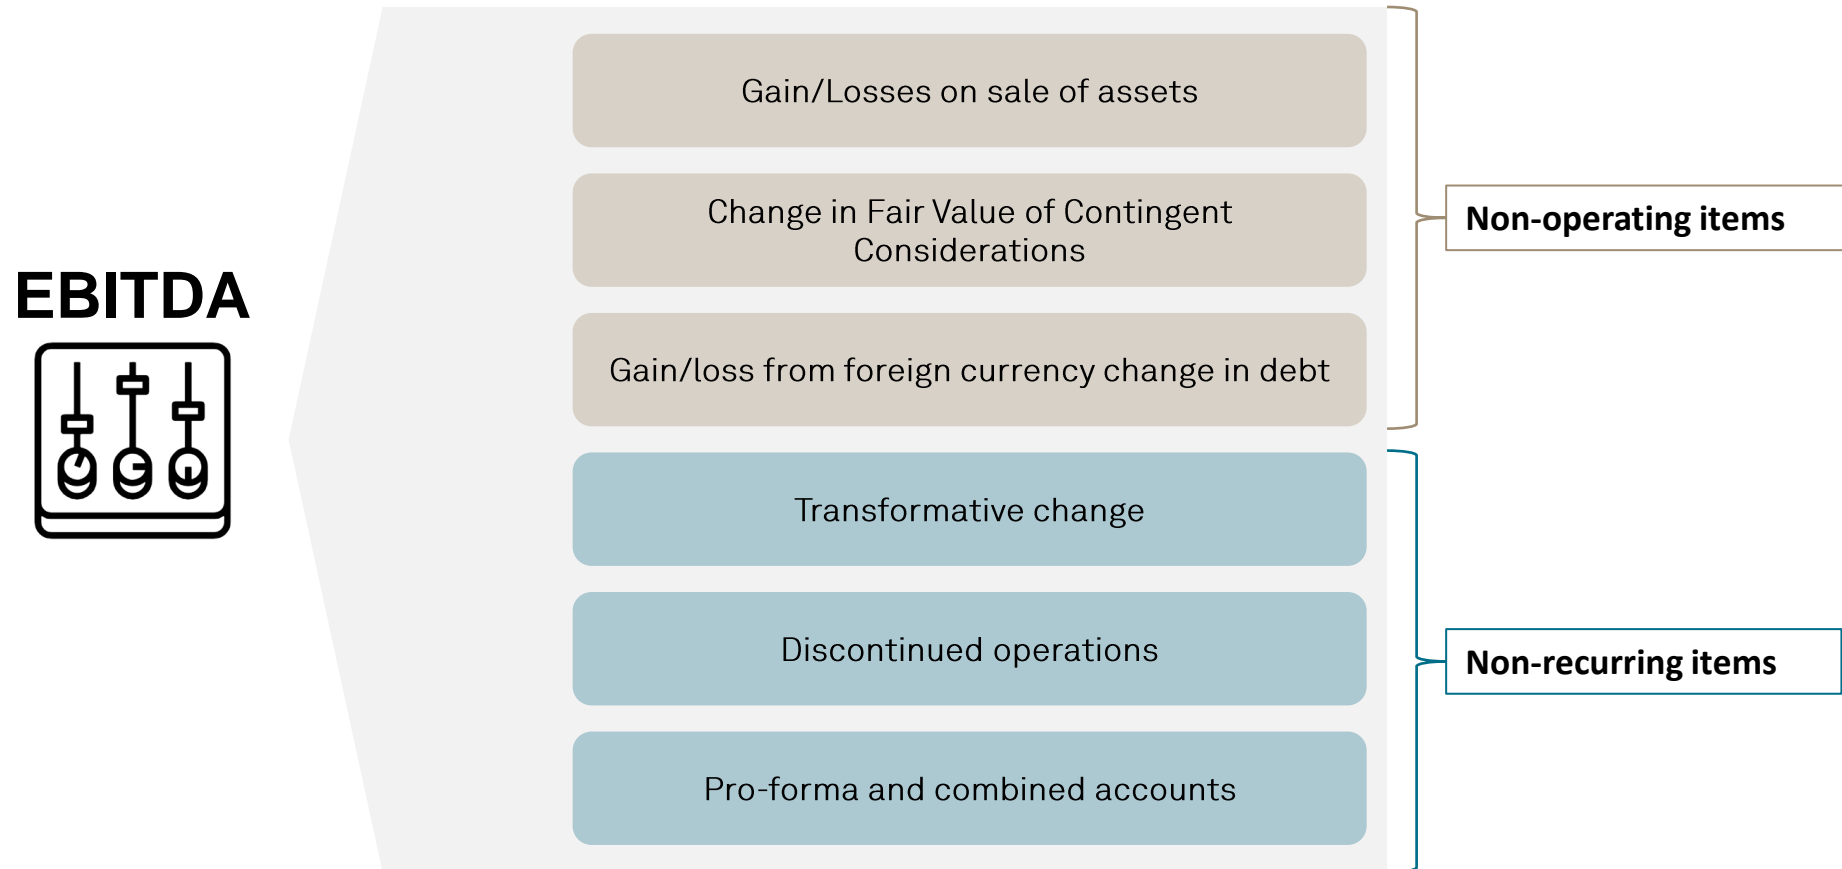 EBITDA
Gain/Losses on sale of assets
Change in Fair Value of Contingent
Considerations
Gain/loss from foreign currency change in debt
Non-operating items
Transformative change
Discontinued operations
Pro-forma and combined accounts
Non-recurring items